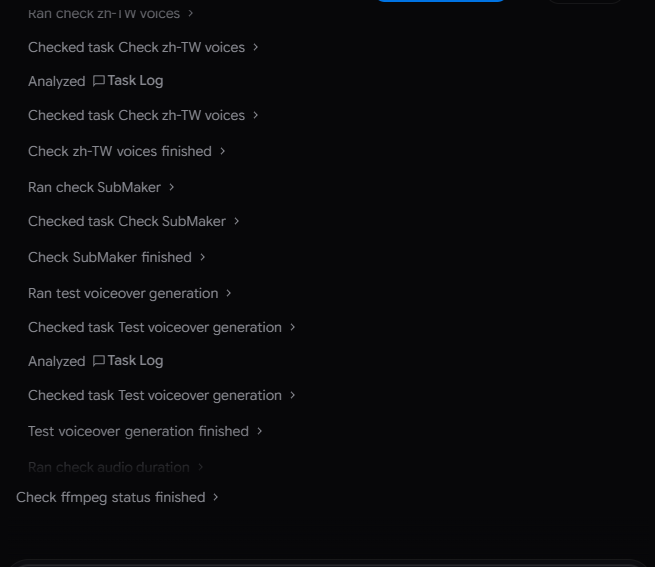 Ran check zh-TW voices
Checked task Check zh-TW voices
Analyzed Task Log
Checked task Check zh-TW voices
Check zh-TW voices finished
Ran check SubMaker
Checked task Check SubMaker
Check SubMaker finished
Ran test voiceover generation
Checked task Test voiceover generation
Analyzed Task Log
Checked task Test voiceover generation
Test voiceover generation finished
Ran check audio duration
Check ffmpeg status finished